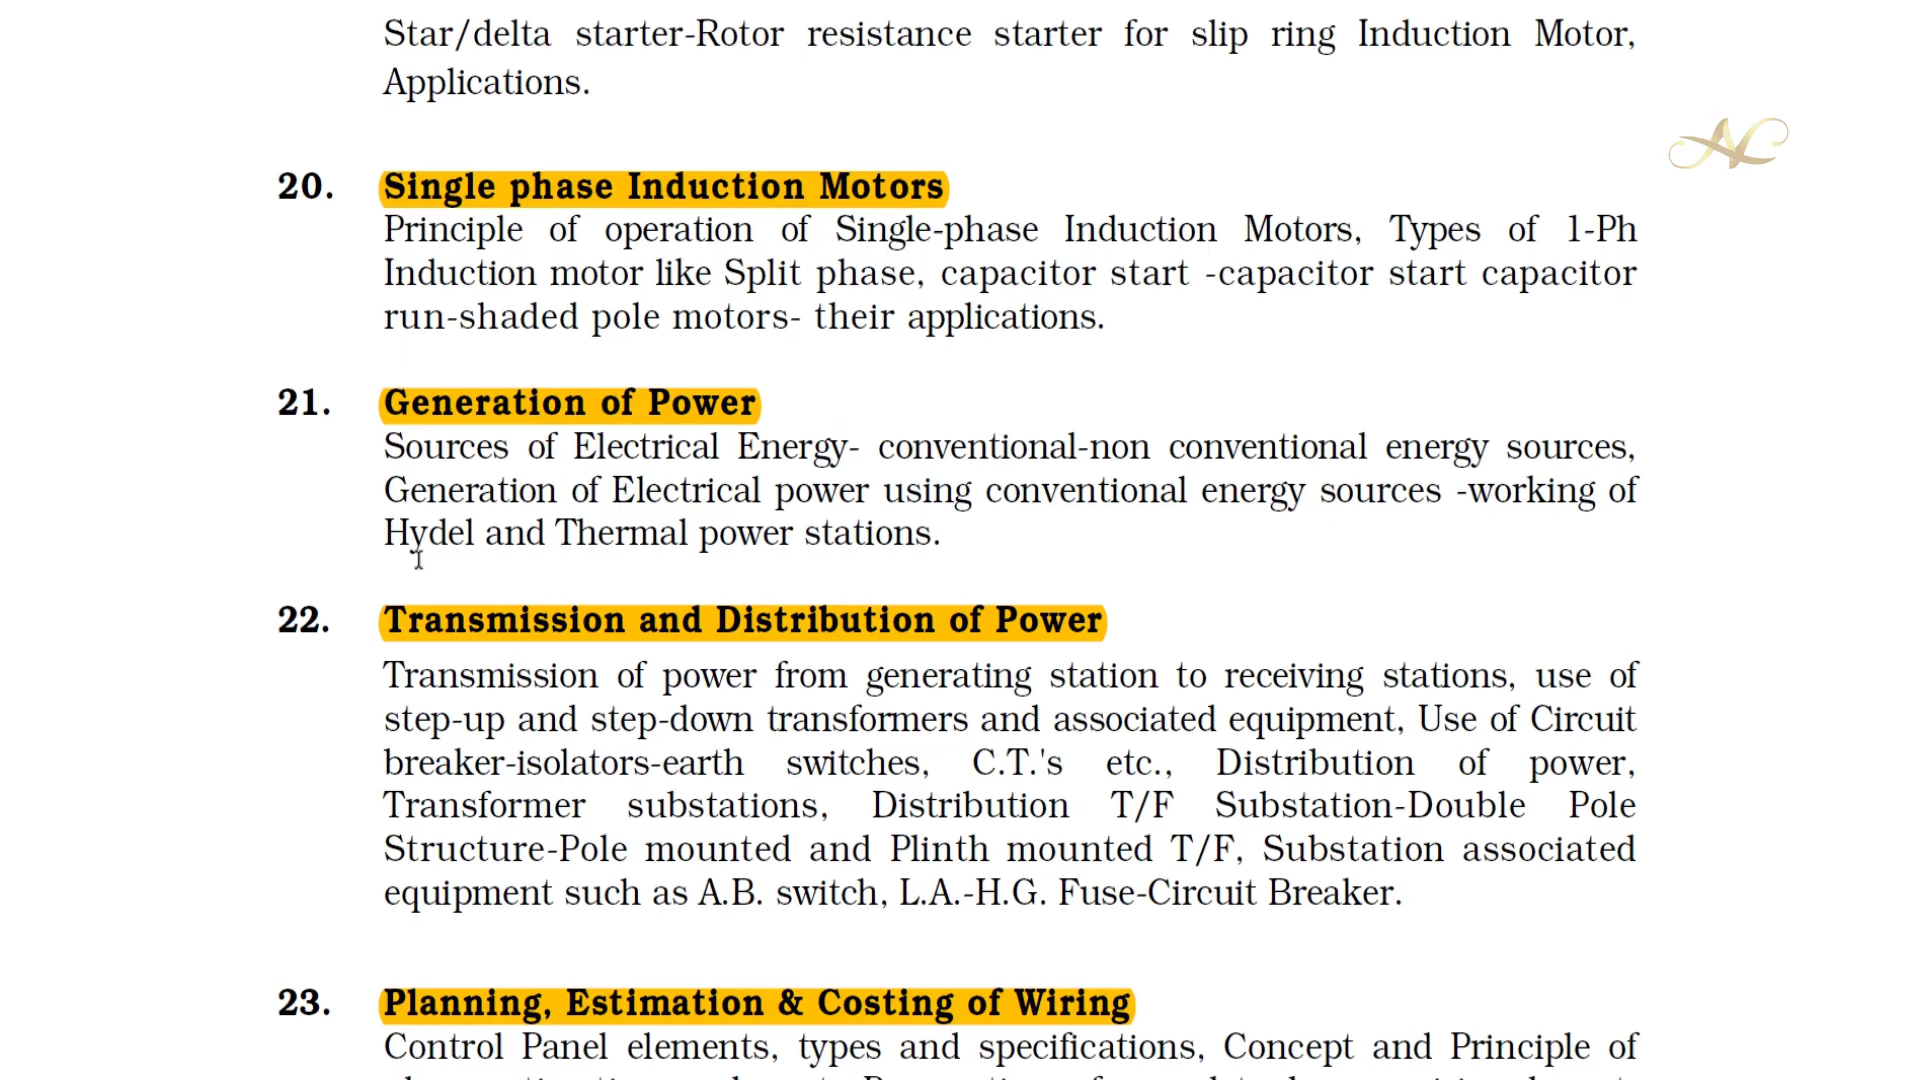 Star/delta starter-Rotor resistance starter for slip ring Induction Motor,
Applications.
20. Single phase Induction Motors
Principle of operation of Single-phase Induction Motors, Types of 1-Ph
Induction motor like Split phase, capacitor start -capacitor start capacitor
run-shaded pole motors- their applications.
21. Generation of Power
Sources of Electrical Energy- conventional-non conventional energy sources,
Generation of Electrical power using conventional energy sources -working of
Hydel and Thermal power stations.
22. Transmission and Distribution of Power
Transmission of power from generating station to receiving stations, use of
step-up and step-down transformers and associated equipment, Use of Circuit
breaker-isolators-earth switches, C.T.'s etc., Distribution of power,
Transformer substations, Distribution T/F Substation-Double Pole
Structure-Pole mounted and Plinth mounted T/F, Substation associated
equipment such as A.B. switch, L.A.-H.G. Fuse-Circuit Breaker.
23. Planning, Estimation & Costing of Wiring
Control Panel elements, types and specifications, Concept and Principle of